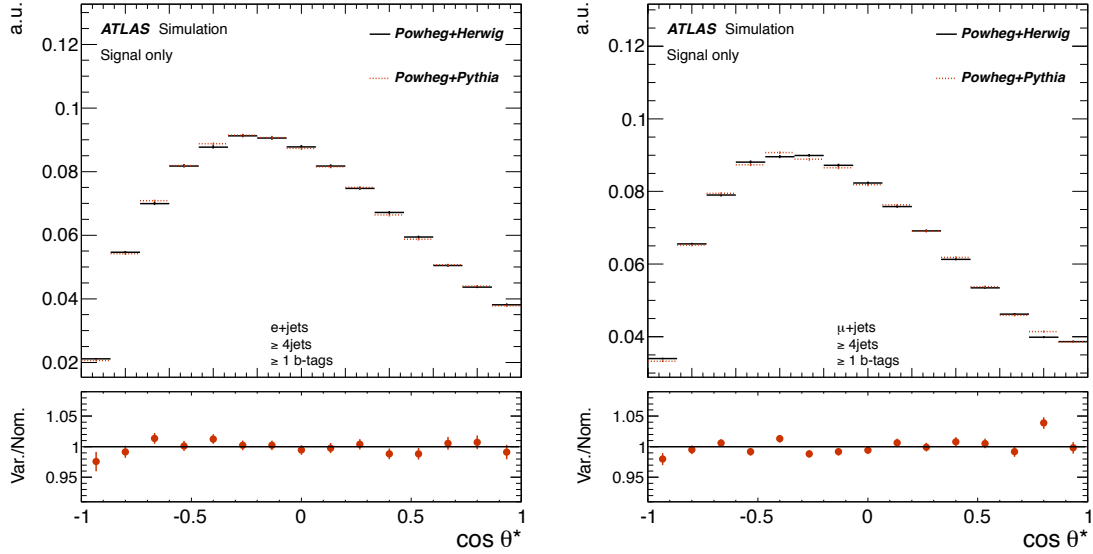 a.u.
ATLAS Simulation
Signal only
Powheg+Herwig
Powheg+Pythia
0.12
0.1
0.08
0.06
0.04
0.02
e+jets
≥ 4jets
≥ 1 b-tags
Var./Nom.
1.05
1
0.95
-1 -0.5 0 0.5 1
cos θ*
a.u.
ATLAS Simulation
Signal only
Powheg+Herwig
Powheg+Pythia
0.12
0.1
0.08
0.06
0.04
μ+jets
≥ 4jets
≥ 1 b-tags
Var./Nom.
1.05
1
0.95
-1 -0.5 0 0.5 1
cos θ*